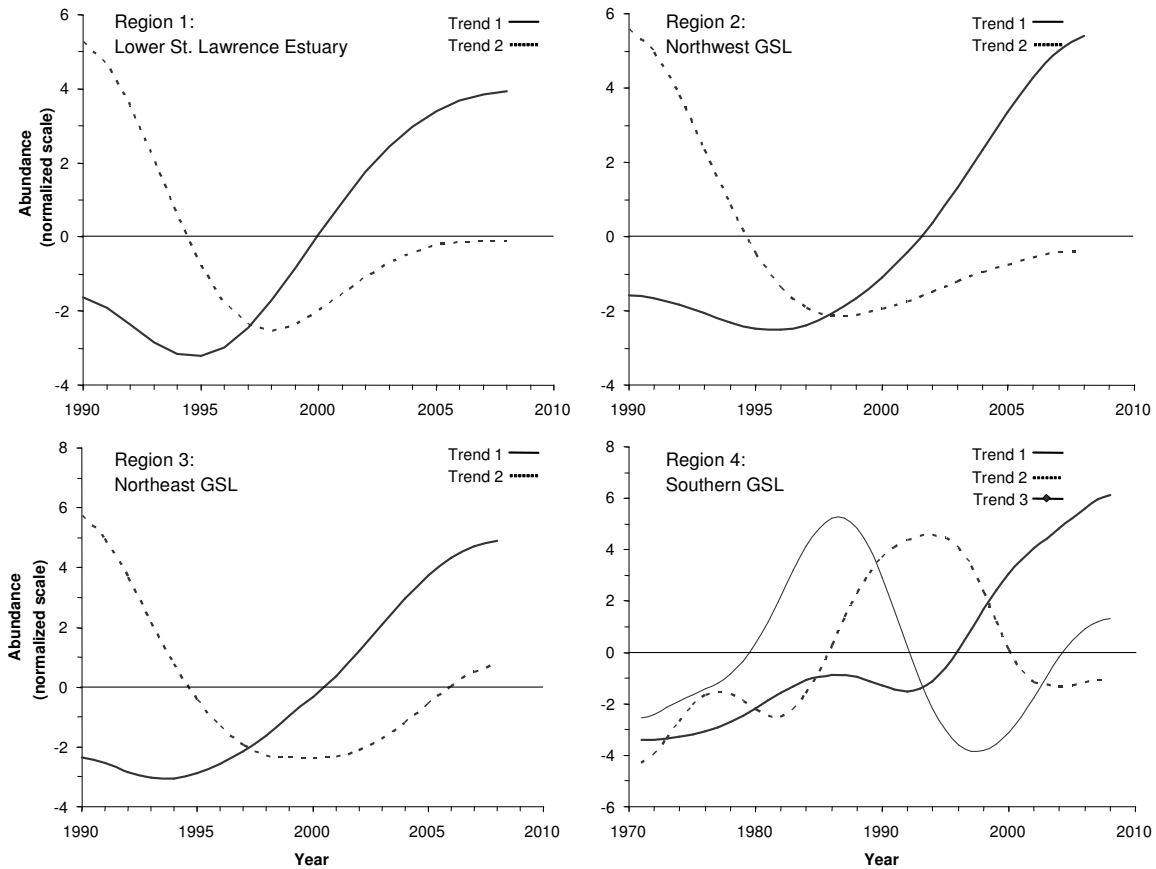 Region 1:
Lower St. Lawrence Estuary
Trend 1
Trend 2
Abundance
(normalized scale)
6
4
2
0
-2
-4
1990
1995
2000
2005
2010
Region 2:
Northwest GSL
Trend 1
Trend 2
6
4
2
0
-2
-4
1990
1995
2000
2005
2010
Region 3:
Northeast GSL
Trend 1
Trend 2
Abundance
(normalized scale)
8
6
4
2
0
-2
-4
1990
1995
2000
2005
2010
Year
Region 4:
Southern GSL
Trend 1
Trend 2
Trend 3
8
6
4
2
0
-2
-4
-6
1970
1980
1990
2000
2010
Year